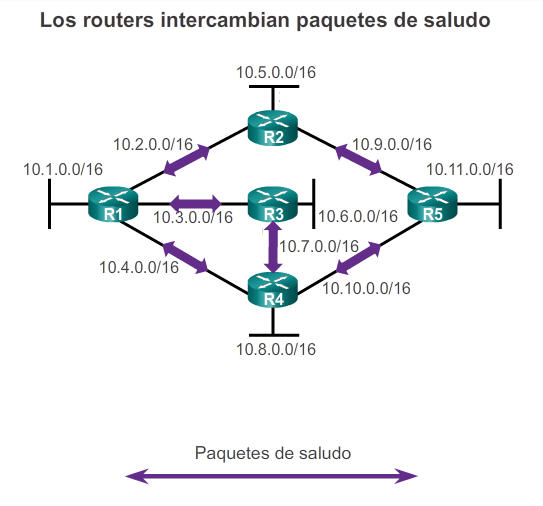 Los routers intercambian paquetes de saludo
10.5.0.0/16
R2
10.2.0.0/16
10.9.0.0/16
10.1.0.0/16
10.11.0.0/16
R1
R3
R5
10.3.0.0/16
10.6.0.0/16
10.7.0.0/16
10.4.0.0/16
10.10.0.0/16
R4
10.8.0.0/16
Paquetes de saludo